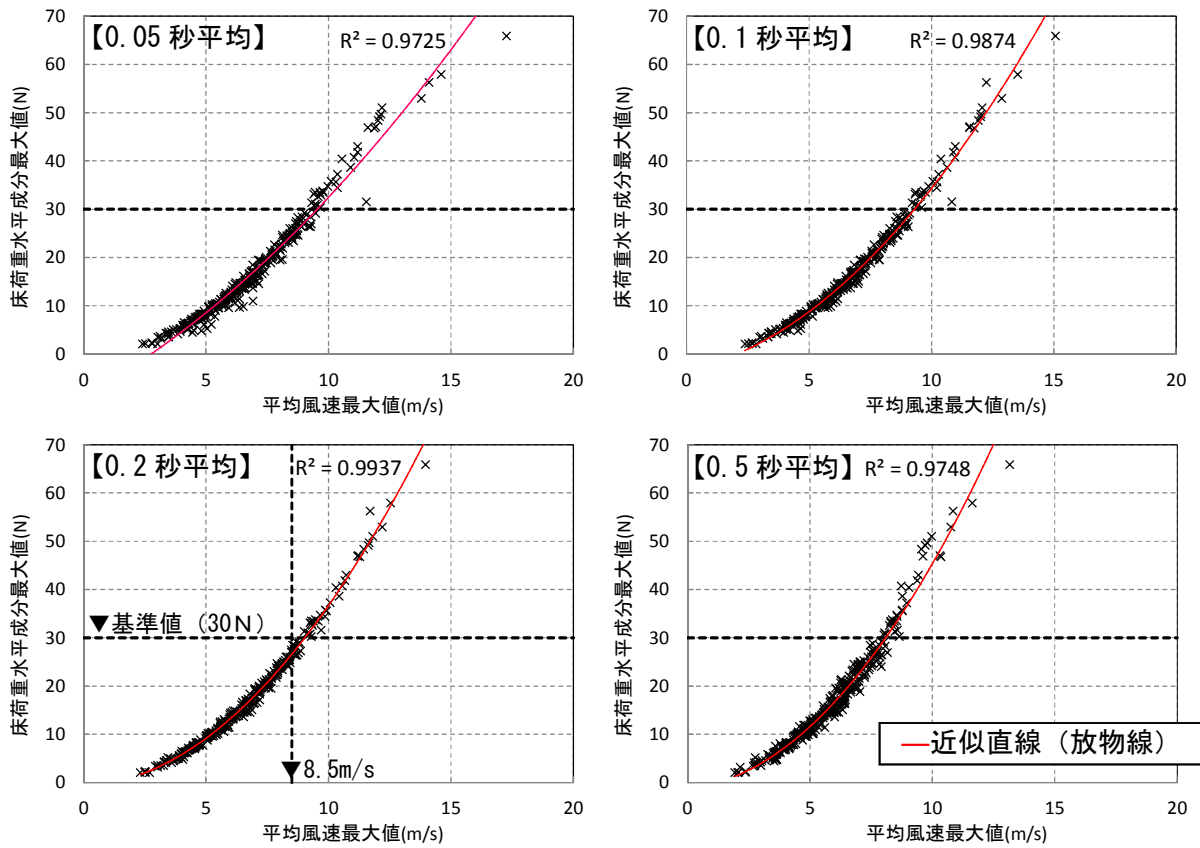 【0.05 秒平均】
R² = 0.9725
床荷重水平成分最大値(N)
70
60
50
40
30
20
10
0
0 5 10 15 20
平均風速最大値(m/s)
【0.1 秒平均】
R² = 0.9874
床荷重水平成分最大値(N)
70
60
50
40
30
20
10
0
0 5 10 15 20
平均風速最大値(m/s)
【0.2 秒平均】
R² = 0.9937
床荷重水平成分最大値(N)
70
60
50
40
30
20
10
0
▼基準値（30N）
▼8.5m/s
0 5 10 15 20
平均風速最大値(m/s)
【0.5 秒平均】
R² = 0.9748
床荷重水平成分最大値(N)
70
60
50
40
30
20
10
0
近似直線（放物線）
0 5 10 15 20
平均風速最大値(m/s)